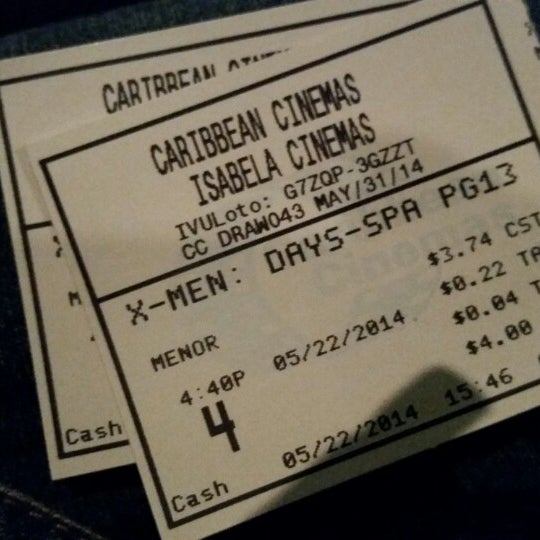 CARIBBEAN
CARIBBEAN CINEMAS
ISABELA CINEMAS
IVULoto: G7ZQP-3GZZT
CC DRAW043 MAY/31/14
X-MEN: DAYS-SPA PG13
$3.74 CST
MENOR $0.22 TA
4:40P 05/22/2014 $0.04 T
4 $4.00
Cash 05/22/2014 15:46
Cash